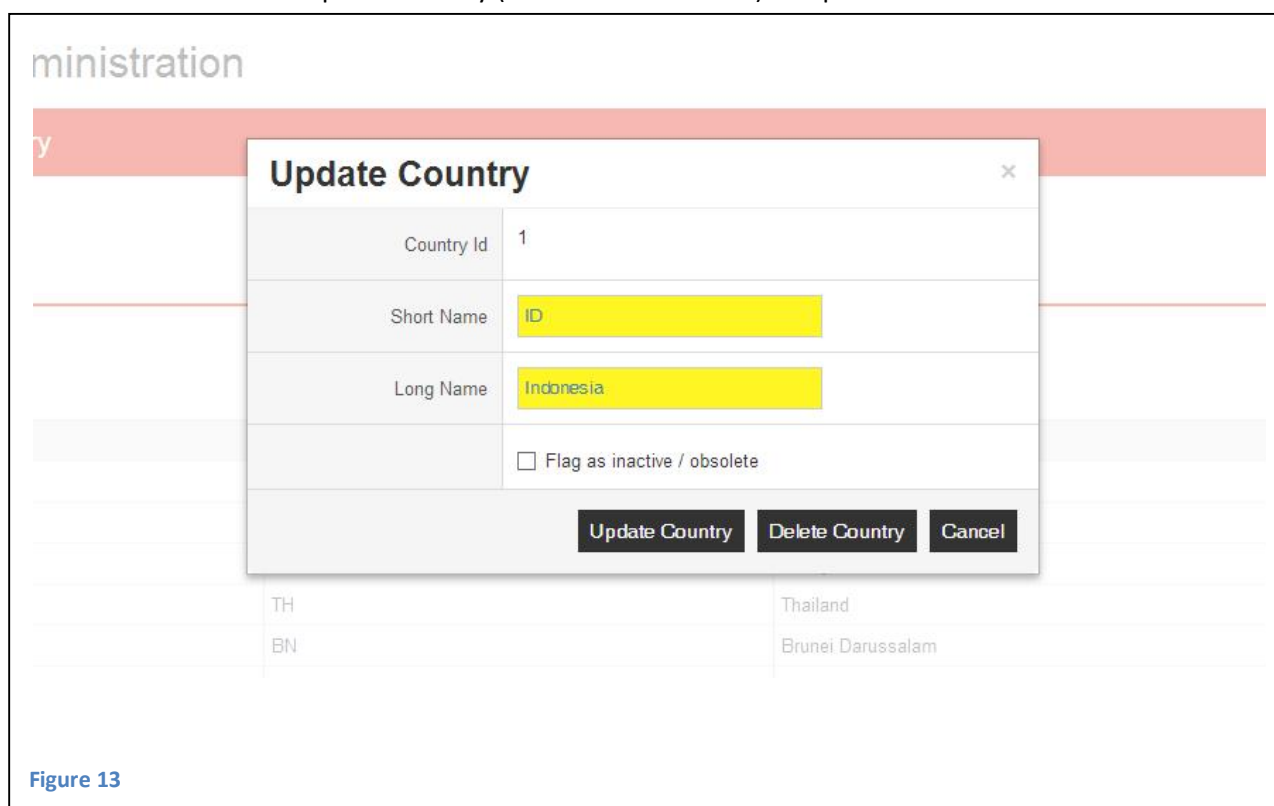 ministration
ry
Update Country
×
Country Id 1
Short Name ID
Long Name Indonesia
Flag as inactive / obsolete
Update Country Delete Country Cancel
TH Thailand
BN Brunei Darussalam
Figure 13